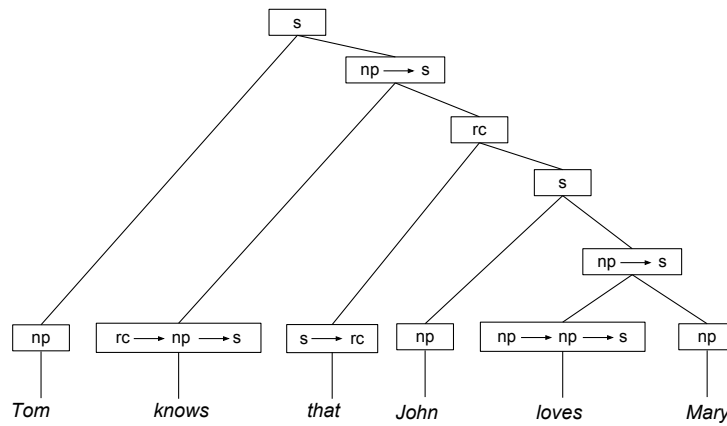 s
np → s
rc
s
np → s
np rc → np → s s → rc np np → np → s np
Tom knows that John loves Mary